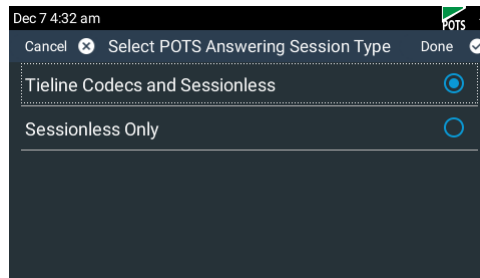 Dec 7 4:32 am
POTS
Cancel Select POTS Answering Session Type Done
Tieline Codecs and Sessionless
Sessionless Only